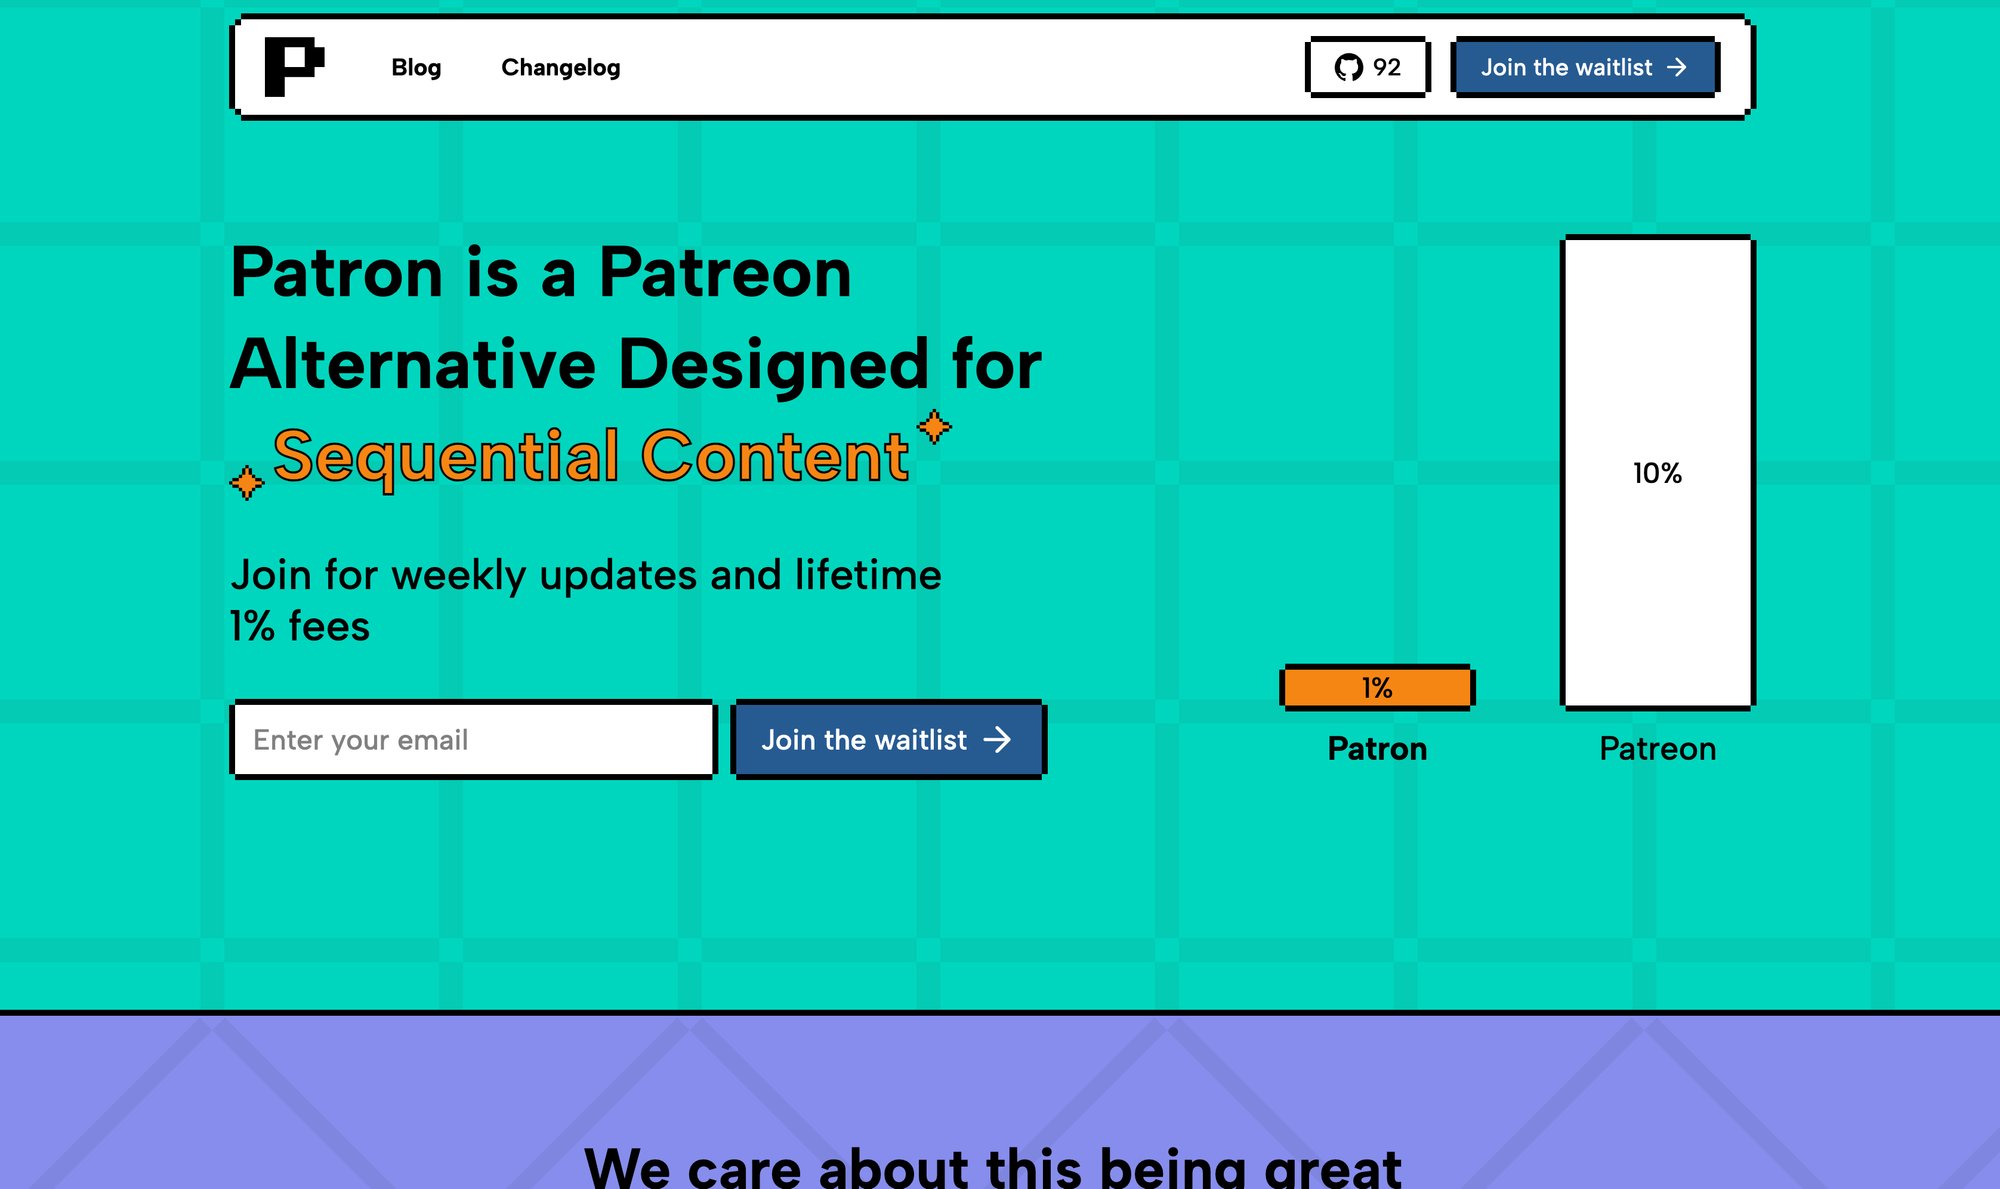 P
Blog
Changelog
92
Join the waitlist →
Patron is a Patreon
Alternative Designed for
Sequential Content
Join for weekly updates and lifetime
1% fees
Enter your email
Join the waitlist →
10%
1%
Patron
Patreon
We care about this being great